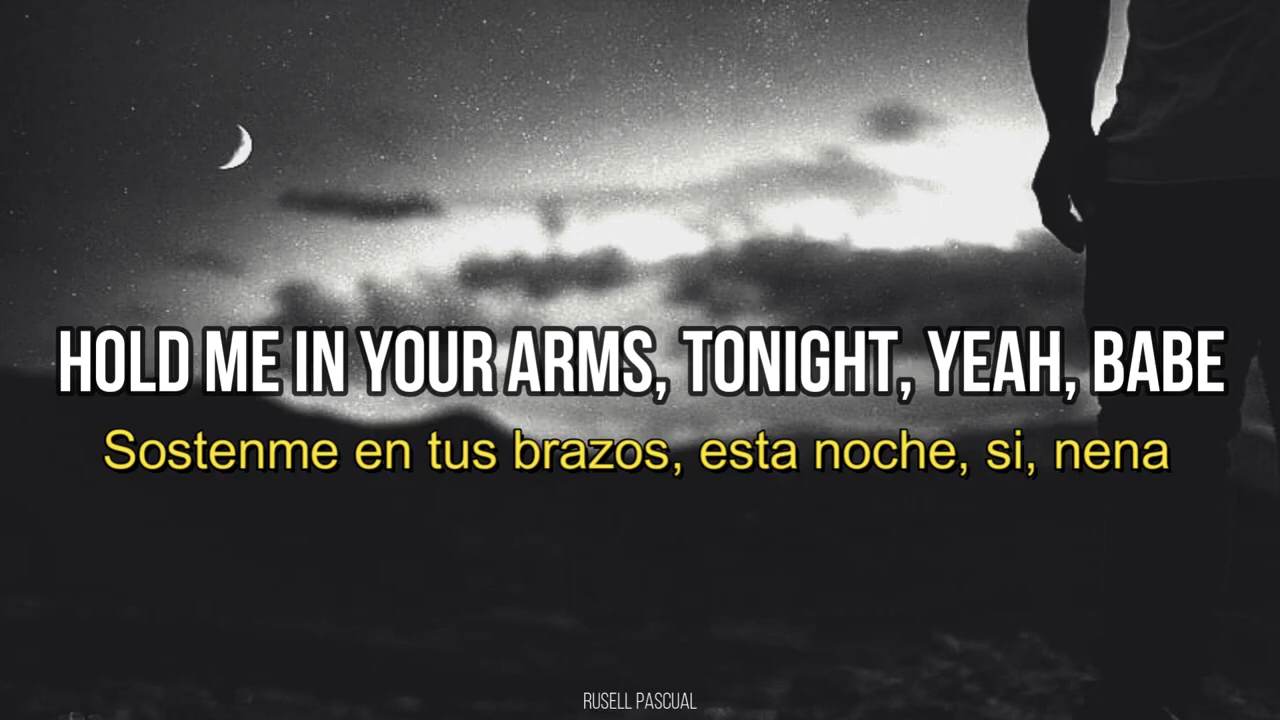 HOLD ME IN YOUR ARMS, TONIGHT, YEAH, BABE
Sostenme en tus brazos, esta noche, si, nena
RUSELL PASCUAL